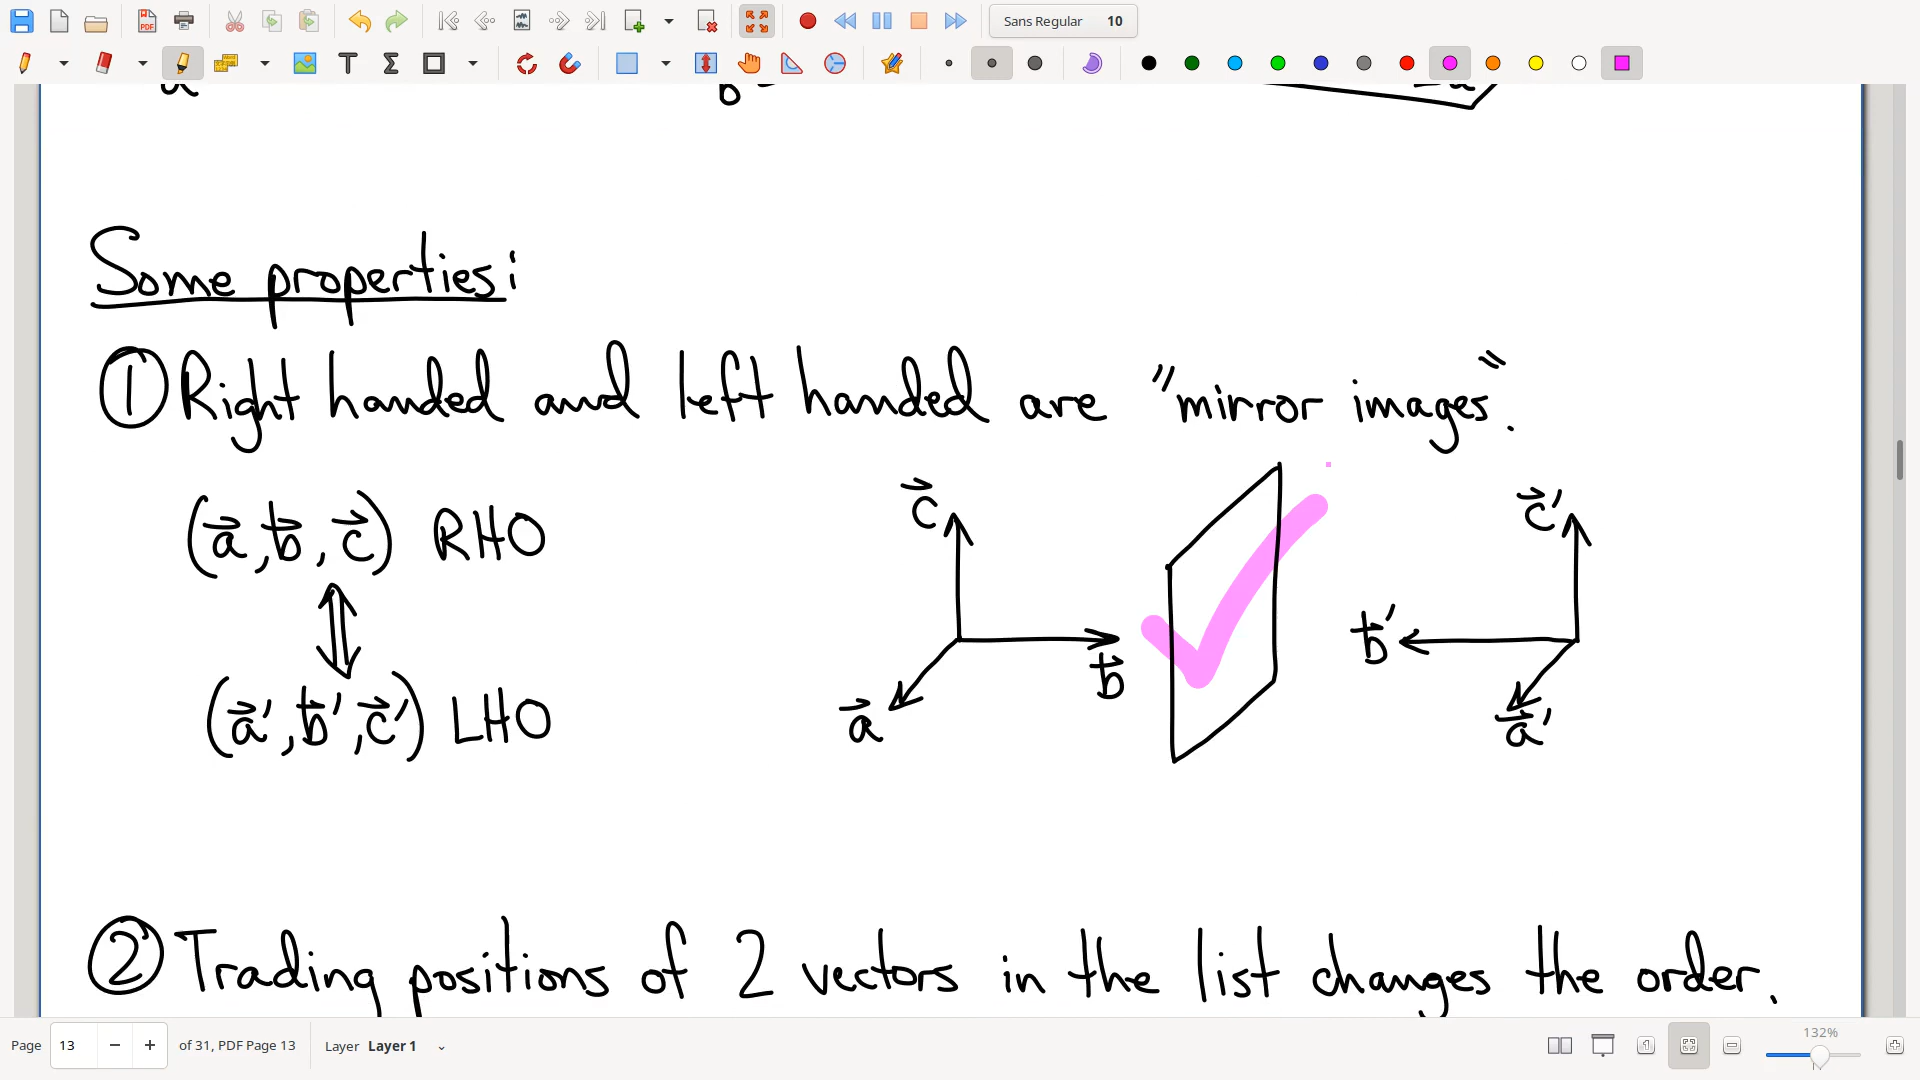 Sans Regular 10
Some properties:
① Right handed and left handed are "mirror images".
(a⃗, b⃗, c⃗) RHO
(a⃗′, b⃗′, c⃗′) LHO
c⃗
b⃗
a⃗
c⃗′
b⃗′
a⃗′
② Trading positions of 2 vectors in the list changes the order.
Page 13 of 31, PDF Page 13 Layer Layer 1 132%